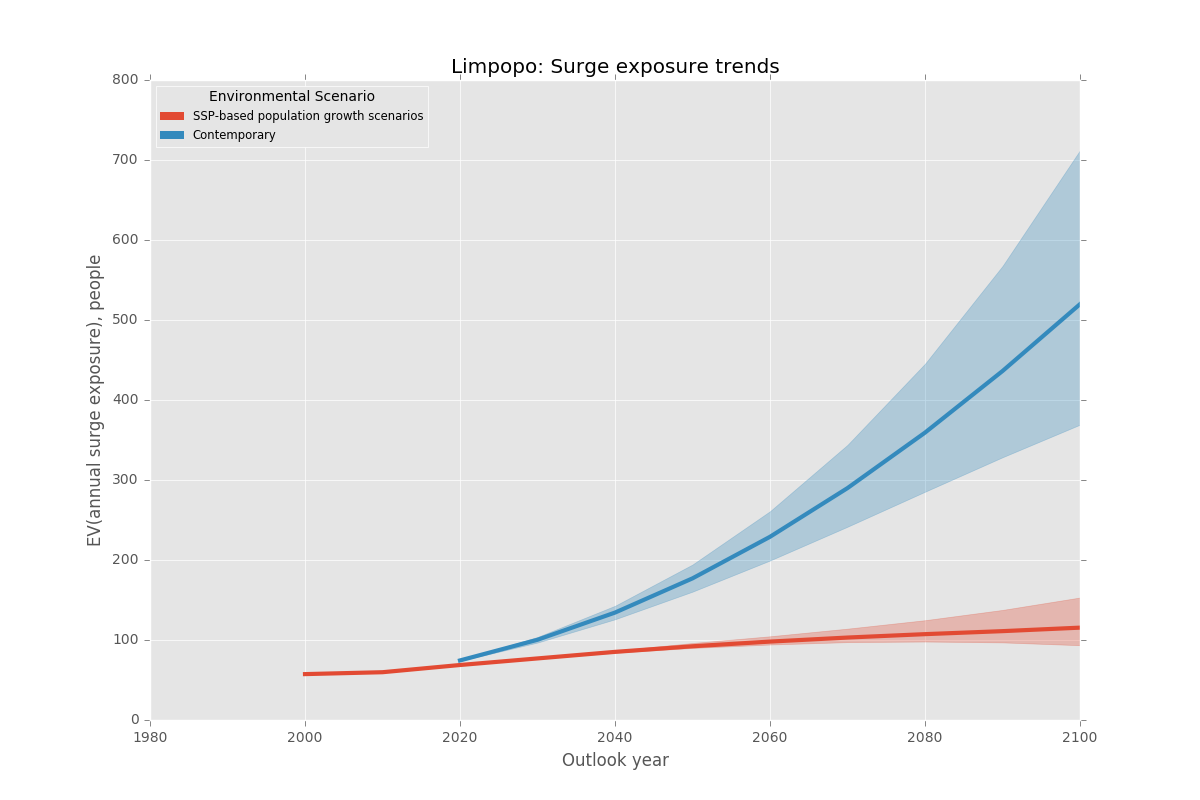 Limpopo: Surge exposure trends
Environmental Scenario
SSP-based population growth scenarios
Contemporary
EV(annual surge exposure), people
800
700
600
500
400
300
200
100
0
1980 2000 2020 2040 2060 2080 2100
Outlook year